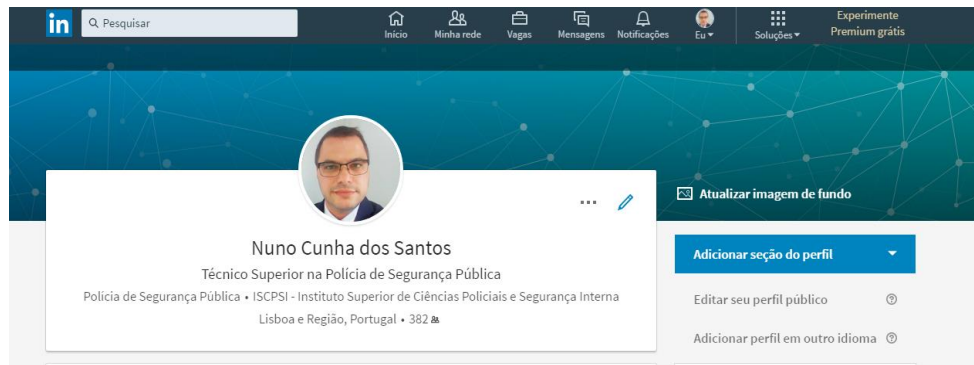 in
Pesquisar
Início
Minha rede
Vagas
Mensagens
Notificações
Eu
Soluções
Experimente
Premium grátis
Atualizar imagem de fundo
Nuno Cunha dos Santos
Técnico Superior na Polícia de Segurança Pública
Polícia de Segurança Pública • ISCPSI - Instituto Superior de Ciências Policiais e Segurança Interna
Lisboa e Região, Portugal • 382
Adicionar seção do perfil
Editar seu perfil público
Adicionar perfil em outro idioma